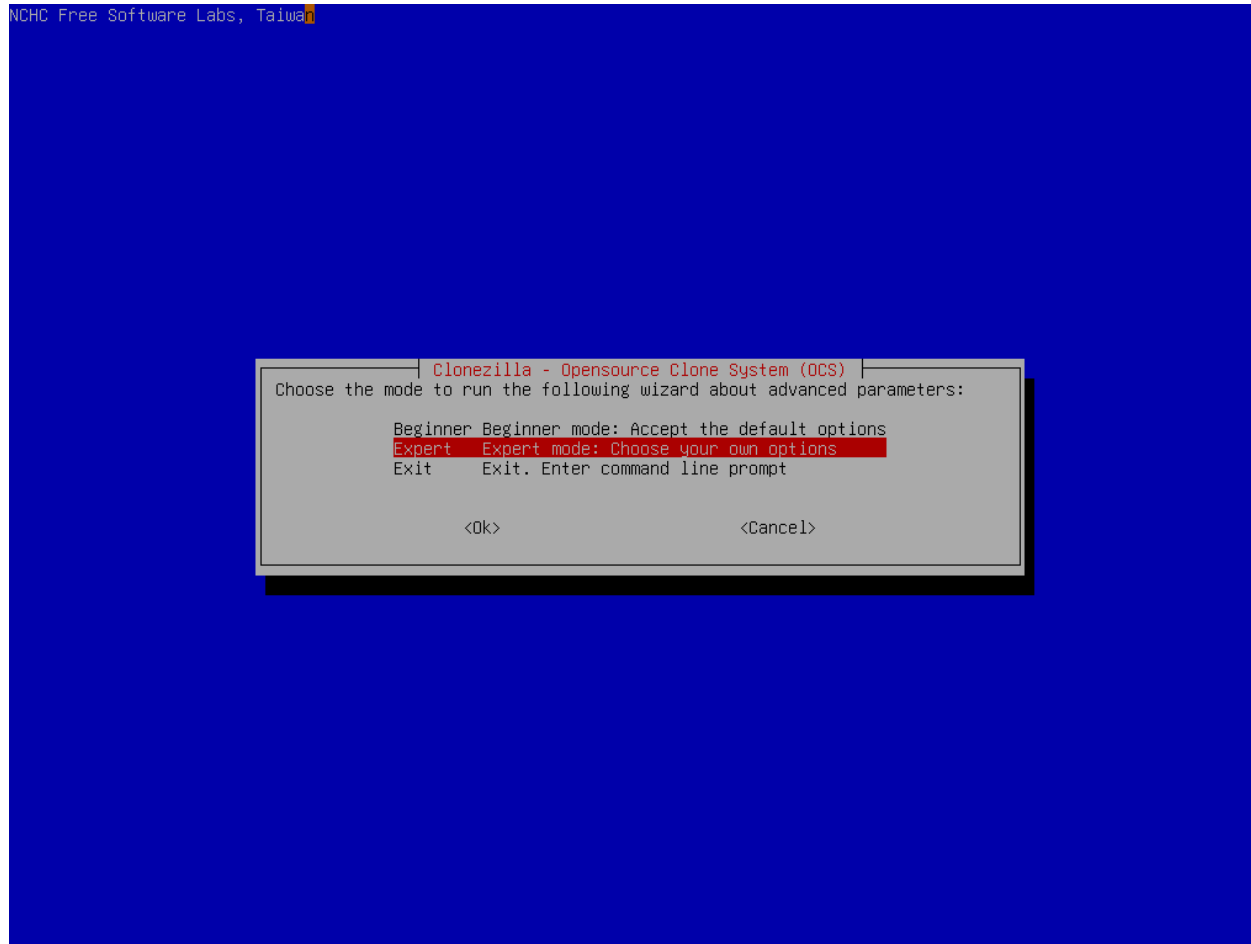 NCHC Free Software Labs, Taiwan
Clonezilla - Opensource Clone System (OCS)
Choose the mode to run the following wizard about advanced parameters:
Beginner Beginner mode: Accept the default options
Expert Expert mode: Choose your own options
Exit Exit. Enter command line prompt
<Ok> <Cancel>